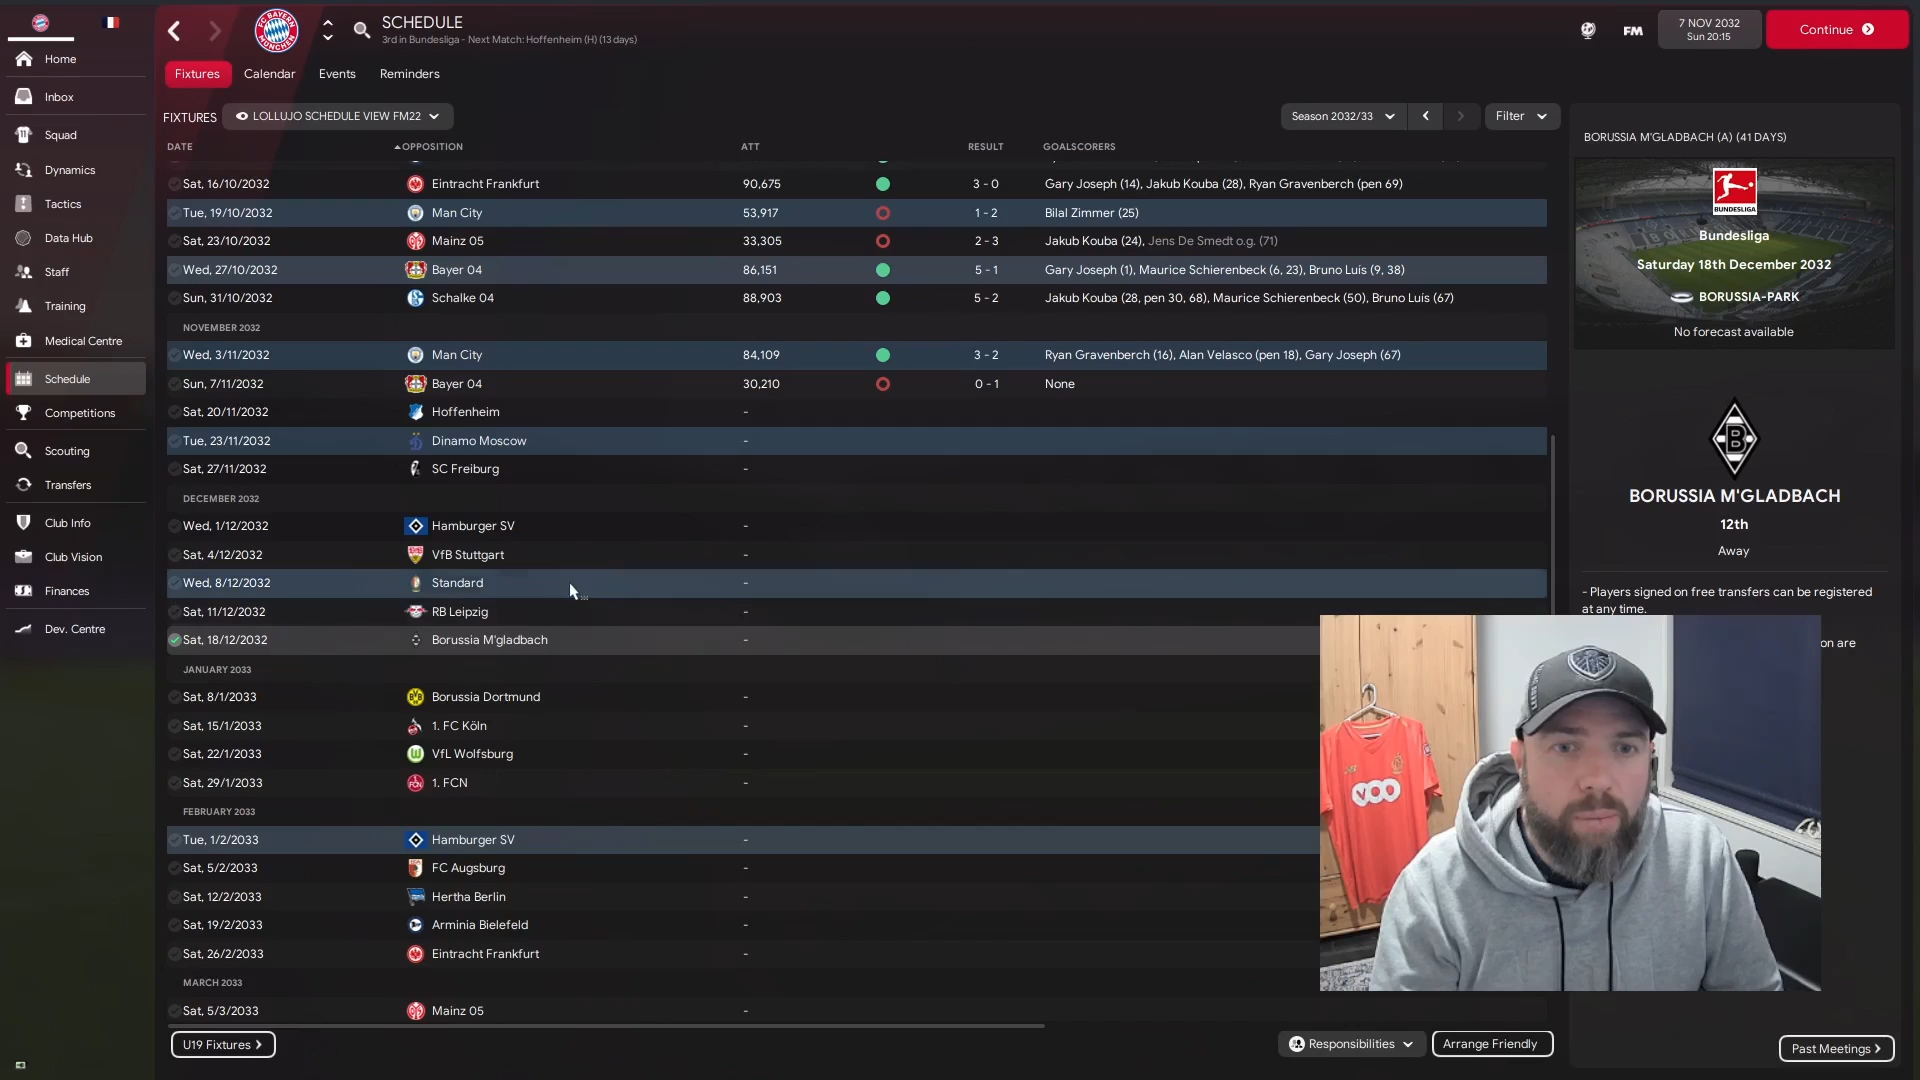 SCHEDULE
3rd in Bundesliga - Next Match: Hoffenheim (H) (13 days)
FM
7 NOV 2032
Sun 20:15
Continue
Home
Inbox
Squad
Dynamics
Tactics
Data Hub
Staff
Training
Medical Centre
Schedule
Competitions
Scouting
Transfers
Club Info
Club Vision
Finances
Dev. Centre
Fixtures Calendar Events Reminders
FIXTURES LOLLUJO SCHEDULE VIEW FM22 Season 2032/33 Filter
DATE OPPOSITION ATT RESULT GOALSCORERS
Sat, 16/10/2032 Eintracht Frankfurt 90,675 3 - 0 Gary Joseph (14), Jakub Kouba (28), Ryan Gravenberch (pen 69)
Tue, 19/10/2032 Man City 53,917 1 - 2 Bilal Zimmer (25)
Sat, 23/10/2032 Mainz 05 33,305 2 - 3 Jakub Kouba (24), Jens De Smedt o.g. (71)
Wed, 27/10/2032 Bayer 04 86,151 5 - 1 Gary Joseph (1), Maurice Schierenbeck (6, 23), Bruno Luís (9, 38)
Sun, 31/10/2032 Schalke 04 88,903 5 - 2 Jakub Kouba (28, pen 30, 68), Maurice Schierenbeck (50), Bruno Luís (67)
NOVEMBER 2032
Wed, 3/11/2032 Man City 84,109 3 - 2 Ryan Gravenberch (16), Alan Velasco (pen 18), Gary Joseph (67)
Sun, 7/11/2032 Bayer 04 30,210 0 - 1 None
Sat, 20/11/2032 Hoffenheim -
Tue, 23/11/2032 Dinamo Moscow -
Sat, 27/11/2032 SC Freiburg -
DECEMBER 2032
Wed, 1/12/2032 Hamburger SV -
Sat, 4/12/2032 VfB Stuttgart -
Wed, 8/12/2032 Standard -
Sat, 11/12/2032 RB Leipzig -
Sat, 18/12/2032 Borussia M'gladbach -
JANUARY 2033
Sat, 8/1/2033 Borussia Dortmund -
Sat, 15/1/2033 1. FC Köln -
Sat, 22/1/2033 VfL Wolfsburg -
Sat, 29/1/2033 1. FCN -
FEBRUARY 2033
Tue, 1/2/2033 Hamburger SV -
Sat, 5/2/2033 FC Augsburg -
Sat, 12/2/2033 Hertha Berlin -
Sat, 19/2/2033 Arminia Bielefeld -
Sat, 26/2/2033 Eintracht Frankfurt -
MARCH 2033
Sat, 5/3/2033 Mainz 05 -
U19 Fixtures
Responsibilities
Arrange Friendly
BORUSSIA M'GLADBACH (A) (41 DAYS)
BUNDESLIGA
Bundesliga
Saturday 18th December 2032
BORUSSIA-PARK
No forecast available
BORUSSIA M'GLADBACH
12th
Away
- Players signed on free transfers can be registered
at any time.
on are
VOO
Past Meetings